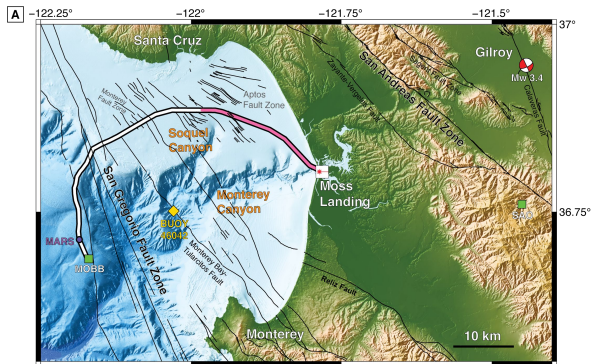 A
−122.25°
−122°
−121.75°
−121.5°
37°
Santa Cruz
Gilroy
Mw 3.4
San Andreas Fault Zone
Zayante-Vergeles Fault
Calaveras Fault
Monterey
Fault Zone
Aptos
Fault Zone
Soquel
Canyon
Moss
Landing
Monterey
Canyon
San Gregorio Fault Zone
BUOY
46042
SAO
36.75°
MARS
MOBB
Monterey Bay-
Tularcitos Fault
Reliz Fault
Monterey
10 km